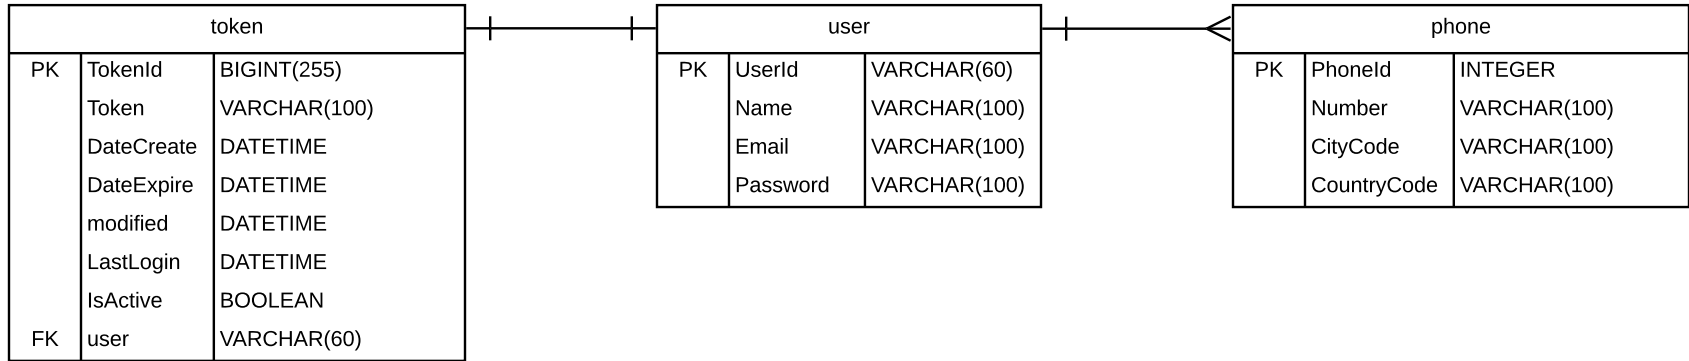 token
PK TokenId BIGINT(255)
Token VARCHAR(100)
DateCreate DATETIME
DateExpire DATETIME
modified DATETIME
LastLogin DATETIME
IsActive BOOLEAN
FK user VARCHAR(60)
user
PK UserId VARCHAR(60)
Name VARCHAR(100)
Email VARCHAR(100)
Password VARCHAR(100)
phone
PK PhoneId INTEGER
Number VARCHAR(100)
CityCode VARCHAR(100)
CountryCode VARCHAR(100)